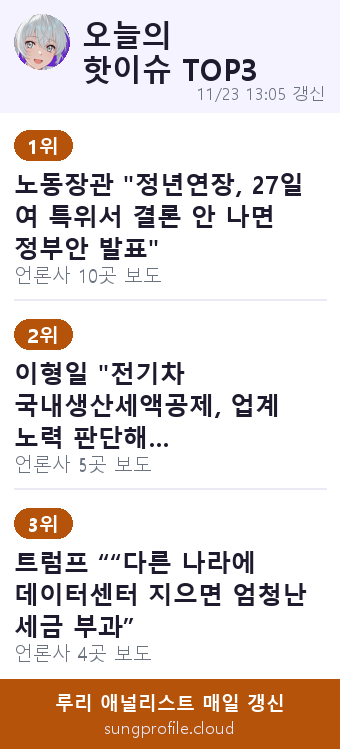 오늘의
핫이슈 TOP3
11/23 13:05 갱신
1위
노동장관 "정년연장, 27일
여 특위서 결론 안 나면
정부안 발표"
언론사 10곳 보도
2위
이형일 "전기차
국내생산세액공제, 업계
노력 판단해…
언론사 5곳 보도
3위
트럼프 ““다른 나라에
데이터센터 지으면 엄청난
세금 부과”
언론사 4곳 보도
루리 애널리스트 매일 갱신
sungprofile.cloud